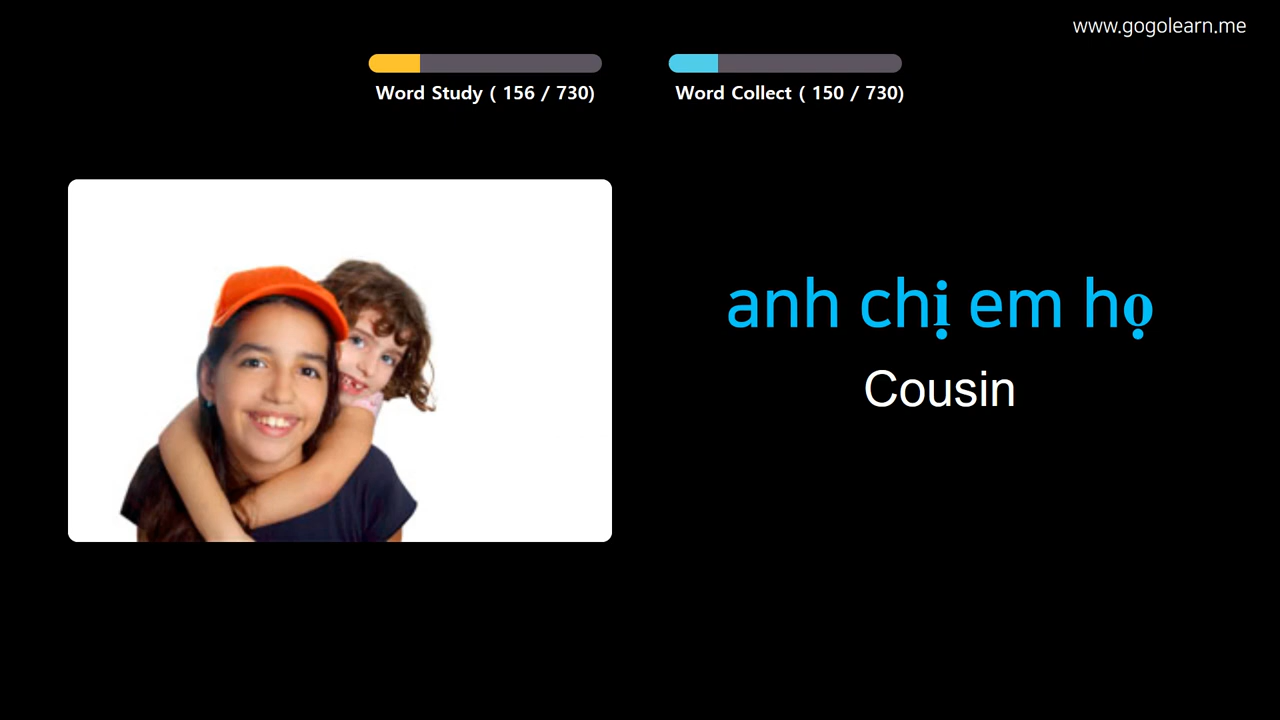 www.gogolearn.me
Word Study ( 156 / 730)
Word Collect ( 150 / 730)
anh chị em họ
Cousin